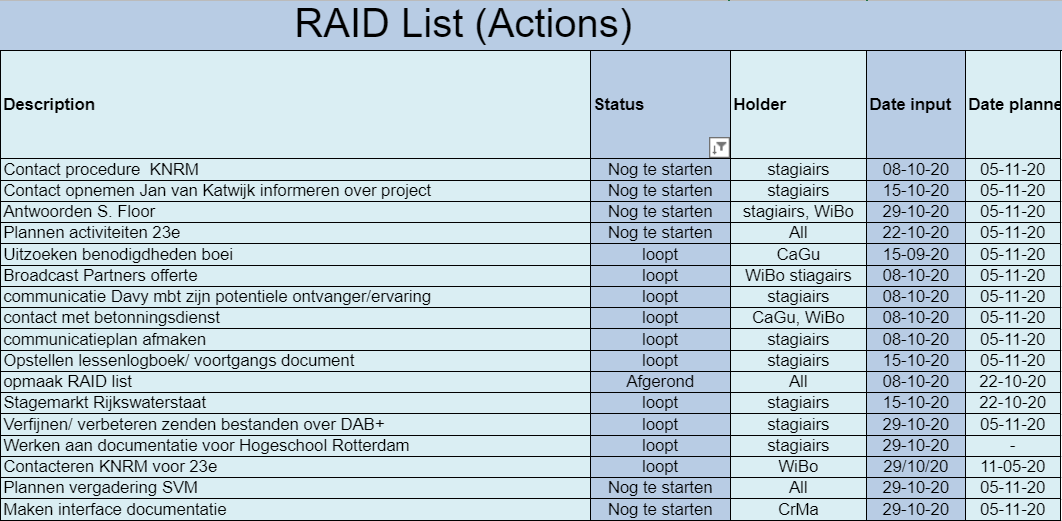 RAID List (Actions)
Description Status Holder Date input Date planne
Contact procedure KNRM Nog te starten stagiairs 08-10-20 05-11-20
Contact opnemen Jan van Katwijk informeren over project Nog te starten stagiairs 15-10-20 05-11-20
Antwoorden S. Floor Nog te starten stagiairs, WiBo 29-10-20 05-11-20
Plannen activiteiten 23e Nog te starten All 22-10-20 05-11-20
Uitzoeken benodigdheden boei loopt CaGu 15-09-20 05-11-20
Broadcast Partners offerte loopt WiBo stiagairs 08-10-20 05-11-20
communicatie Davy mbt zijn potentiele ontvanger/ervaring loopt stagiairs 08-10-20 05-11-20
contact met betonningsdienst loopt CaGu, WiBo 08-10-20 05-11-20
communicatieplan afmaken loopt stagiairs 08-10-20 05-11-20
Opstellen lessenlogboek/ voortgangs document loopt stagiairs 15-10-20 05-11-20
opmaak RAID list Afgerond All 08-10-20 22-10-20
Stagemarkt Rijkswaterstaat loopt stagiairs 15-10-20 22-10-20
Verfijnen/ verbeteren zenden bestanden over DAB+ loopt stagiairs 29-10-20 05-11-20
Werken aan documentatie voor Hogeschool Rotterdam loopt stagiairs 29-10-20 -
Contacteren KNRM voor 23e loopt WiBo 29/10/20 11-05-20
Plannen vergadering SVM Nog te starten All 29-10-20 05-11-20
Maken interface documentatie Nog te starten CrMa 29-10-20 05-11-20